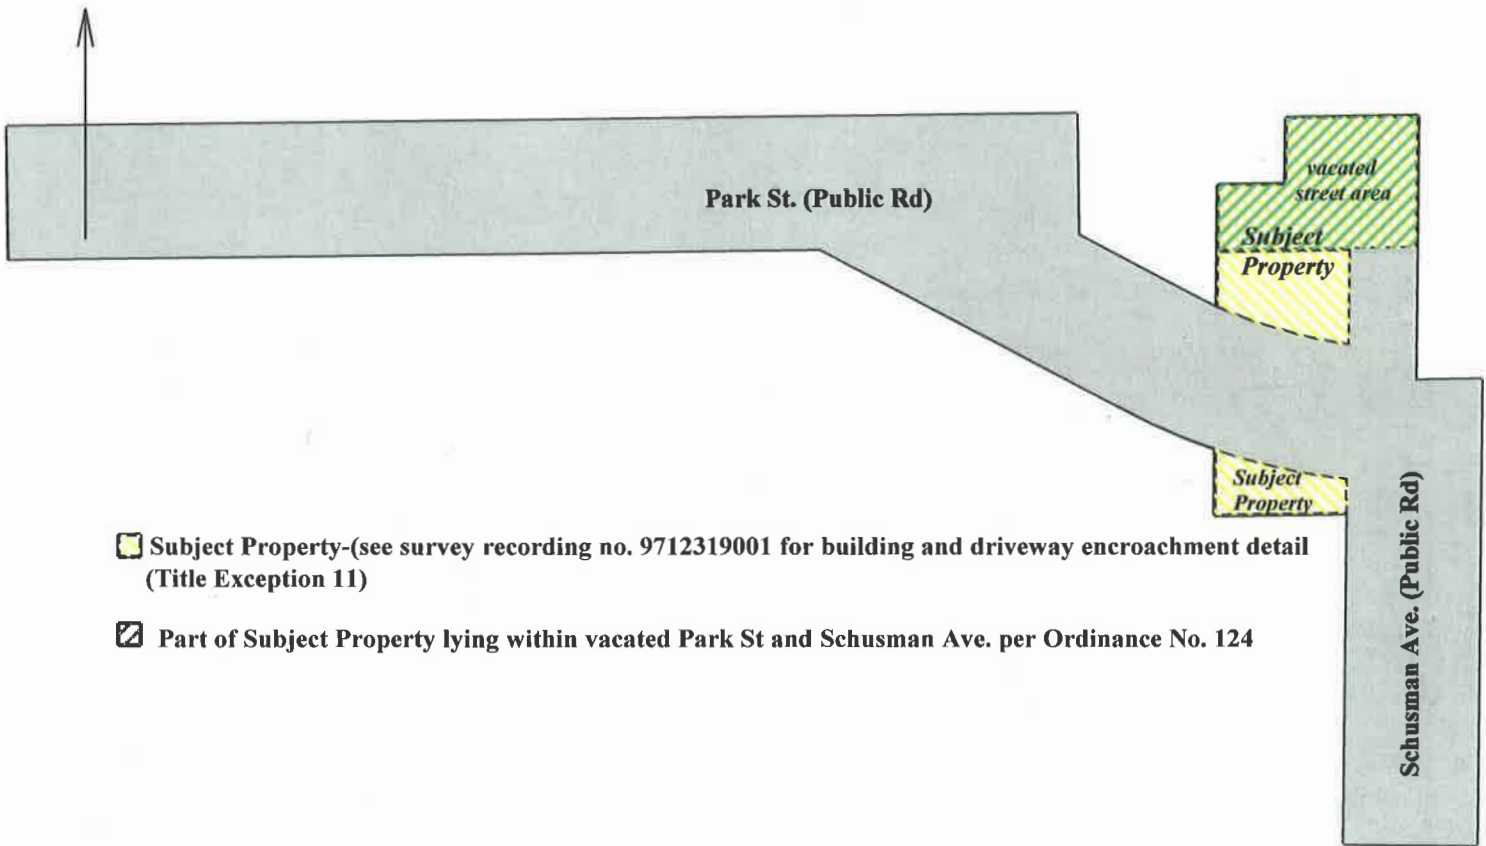 vacated
street area
Park St. (Public Rd)
Subject
Property
Subject
Property
Subject Property-(see survey recording no. 9712319001 for building and driveway encroachment detail
(Title Exception 11)
Part of Subject Property lying within vacated Park St and Schusman Ave. per Ordinance No. 124
Schusman Ave. (Public Rd)